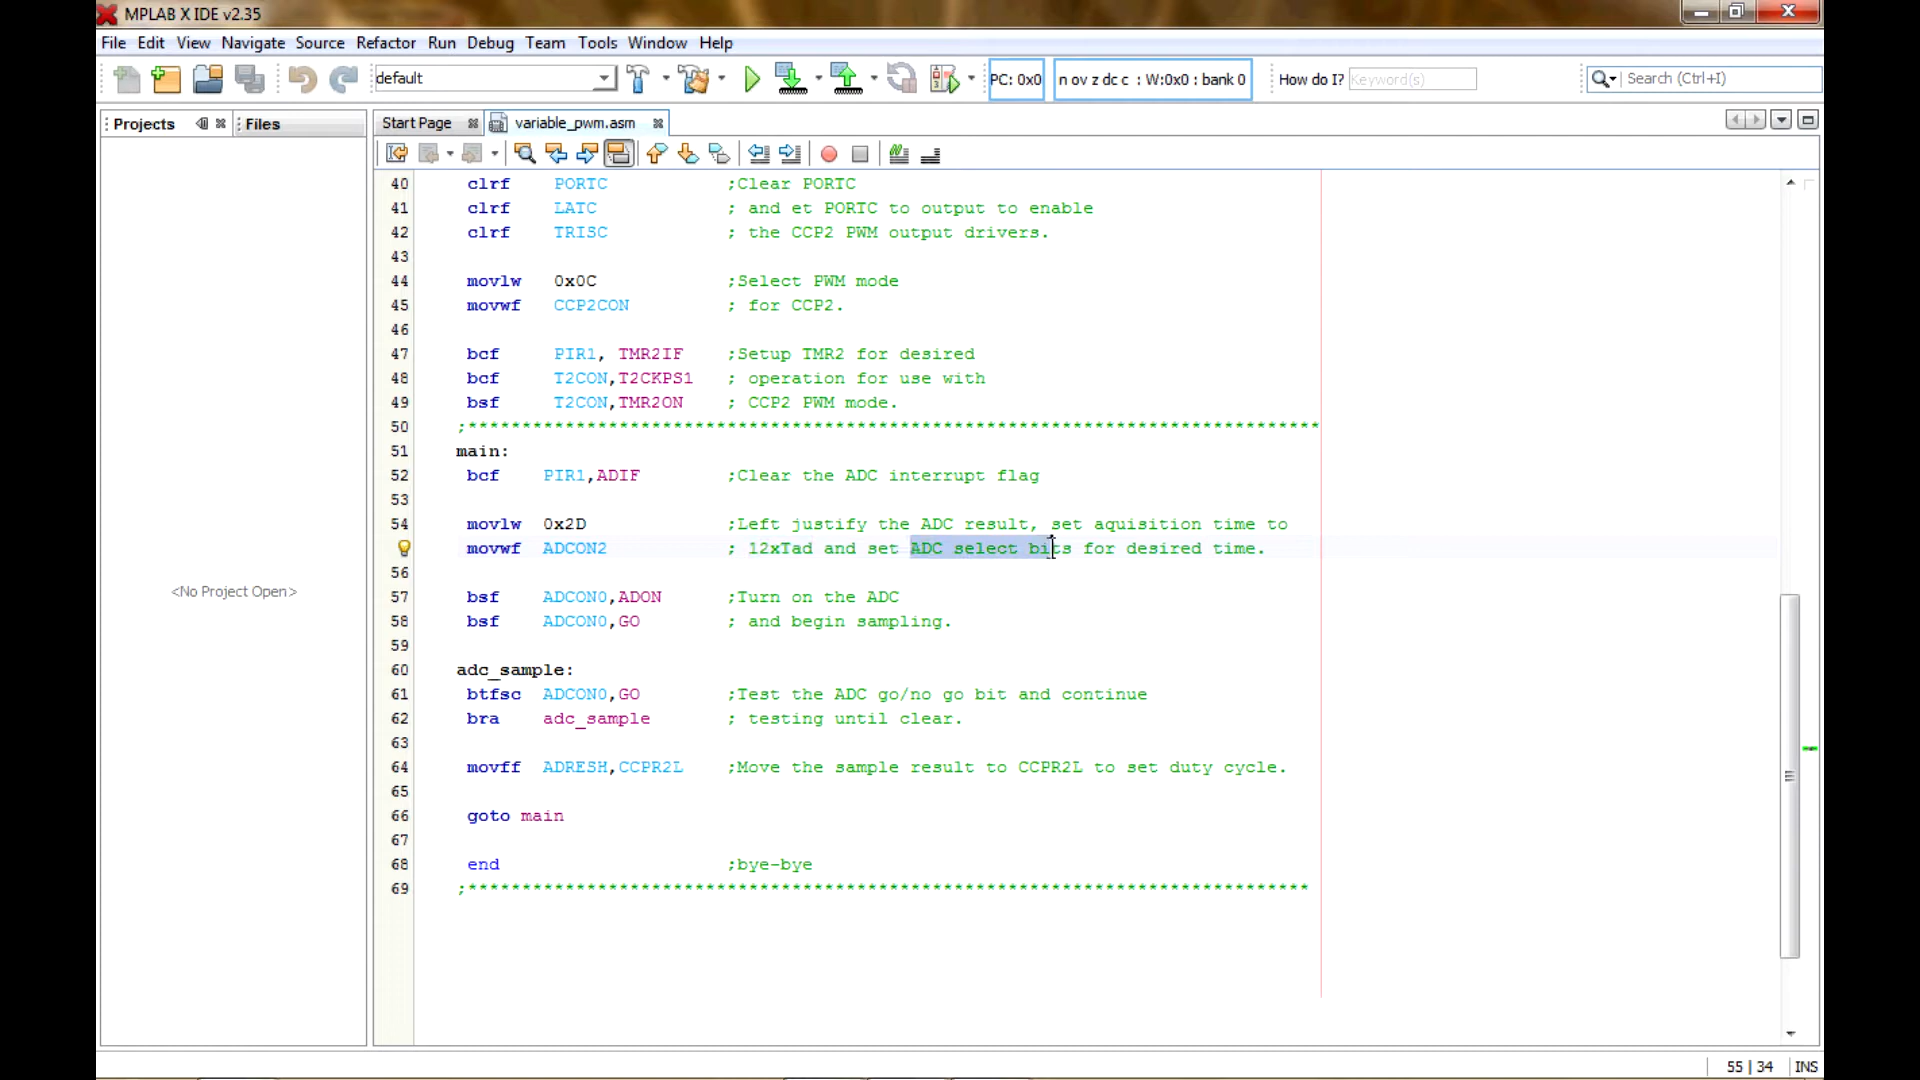 MPLAB X IDE v2.35
File Edit View Navigate Source Refactor Run Debug Team Tools Window Help
default PC: 0x0 n ov z dc c : W:0x0 : bank 0 How do I? Keyword(s) Search (Ctrl+I)
Projects Files Start Page variable_pwm.asm
40 clrf PORTC ;Clear PORTC
41 clrf LATC ; and et PORTC to output to enable
42 clrf TRISC ; the CCP2 PWM output drivers.
43
44 movlw 0x0C ;Select PWM mode
45 movwf CCP2CON ; for CCP2.
46
47 bcf PIR1, TMR2IF ;Setup TMR2 for desired
48 bcf T2CON,T2CKPS1 ; operation for use with
49 bsf T2CON,TMR2ON ; CCP2 PWM mode.
50 ;*******************************************************************************
51 main:
52 bcf PIR1,ADIF ;Clear the ADC interrupt flag
53
54 movlw 0x2D ;Left justify the ADC result, set aquisition time to
movwf ADCON2 ; 12xTad and set ADC select bits for desired time.
56
<No Project Open>
57 bsf ADCON0,ADON ;Turn on the ADC
58 bsf ADCON0,GO ; and begin sampling.
59
60 adc_sample:
61 btfsc ADCON0,GO ;Test the ADC go/no go bit and continue
62 bra adc_sample ; testing until clear.
63
64 movff ADRESH,CCPR2L ;Move the sample result to CCPR2L to set duty cycle.
65
66 goto main
67
68 end ;bye-bye
69 ;******************************************************************************
55 | 34 INS